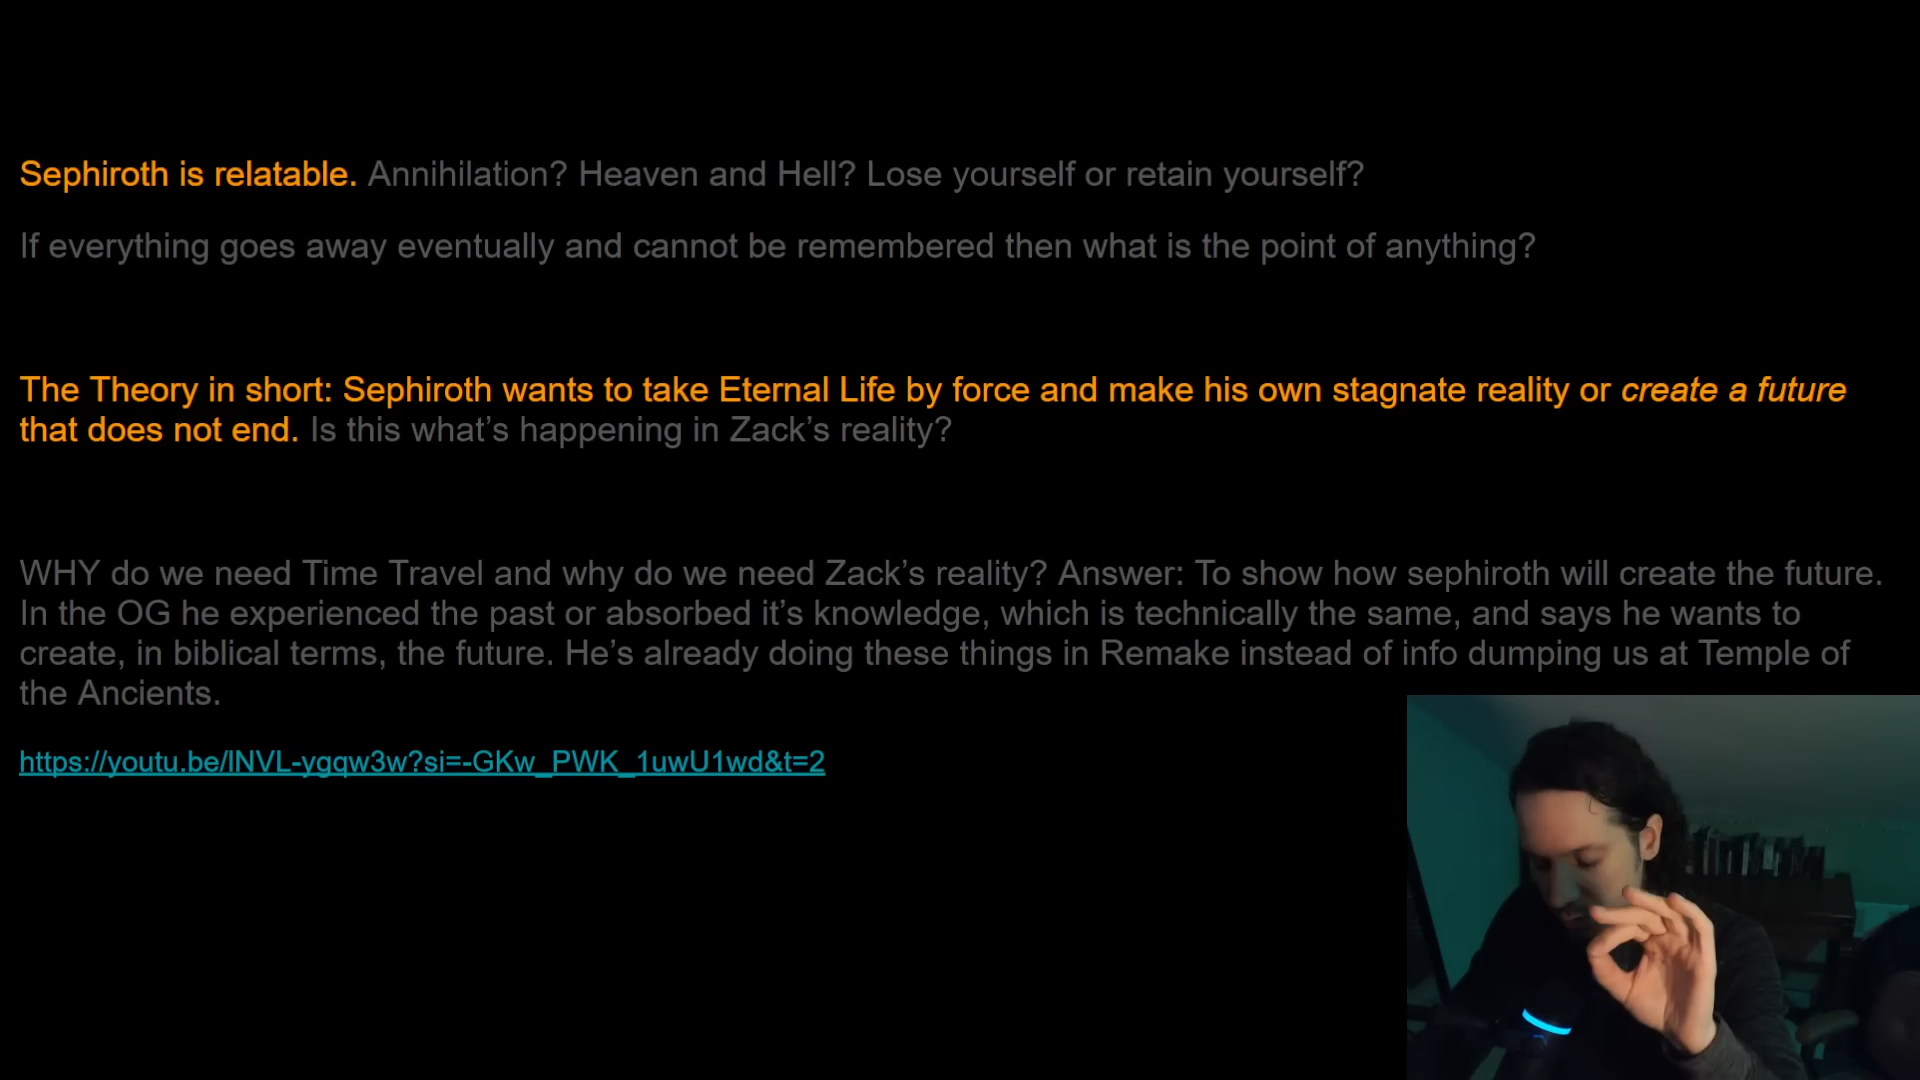 Sephiroth is relatable. Annihilation? Heaven and Hell? Lose yourself or retain yourself?
If everything goes away eventually and cannot be remembered then what is the point of anything?
The Theory in short: Sephiroth wants to take Eternal Life by force and make his own stagnate reality or create a future
that does not end. Is this what’s happening in Zack’s reality?
WHY do we need Time Travel and why do we need Zack’s reality? Answer: To show how sephiroth will create the future.
In the OG he experienced the past or absorbed it’s knowledge, which is technically the same, and says he wants to
create, in biblical terms, the future. He’s already doing these things in Remake instead of info dumping us at Temple of
the Ancients.
https://youtu.be/lNVL-ygqw3w?si=-GKw_PWK_1uwU1wd&t=2